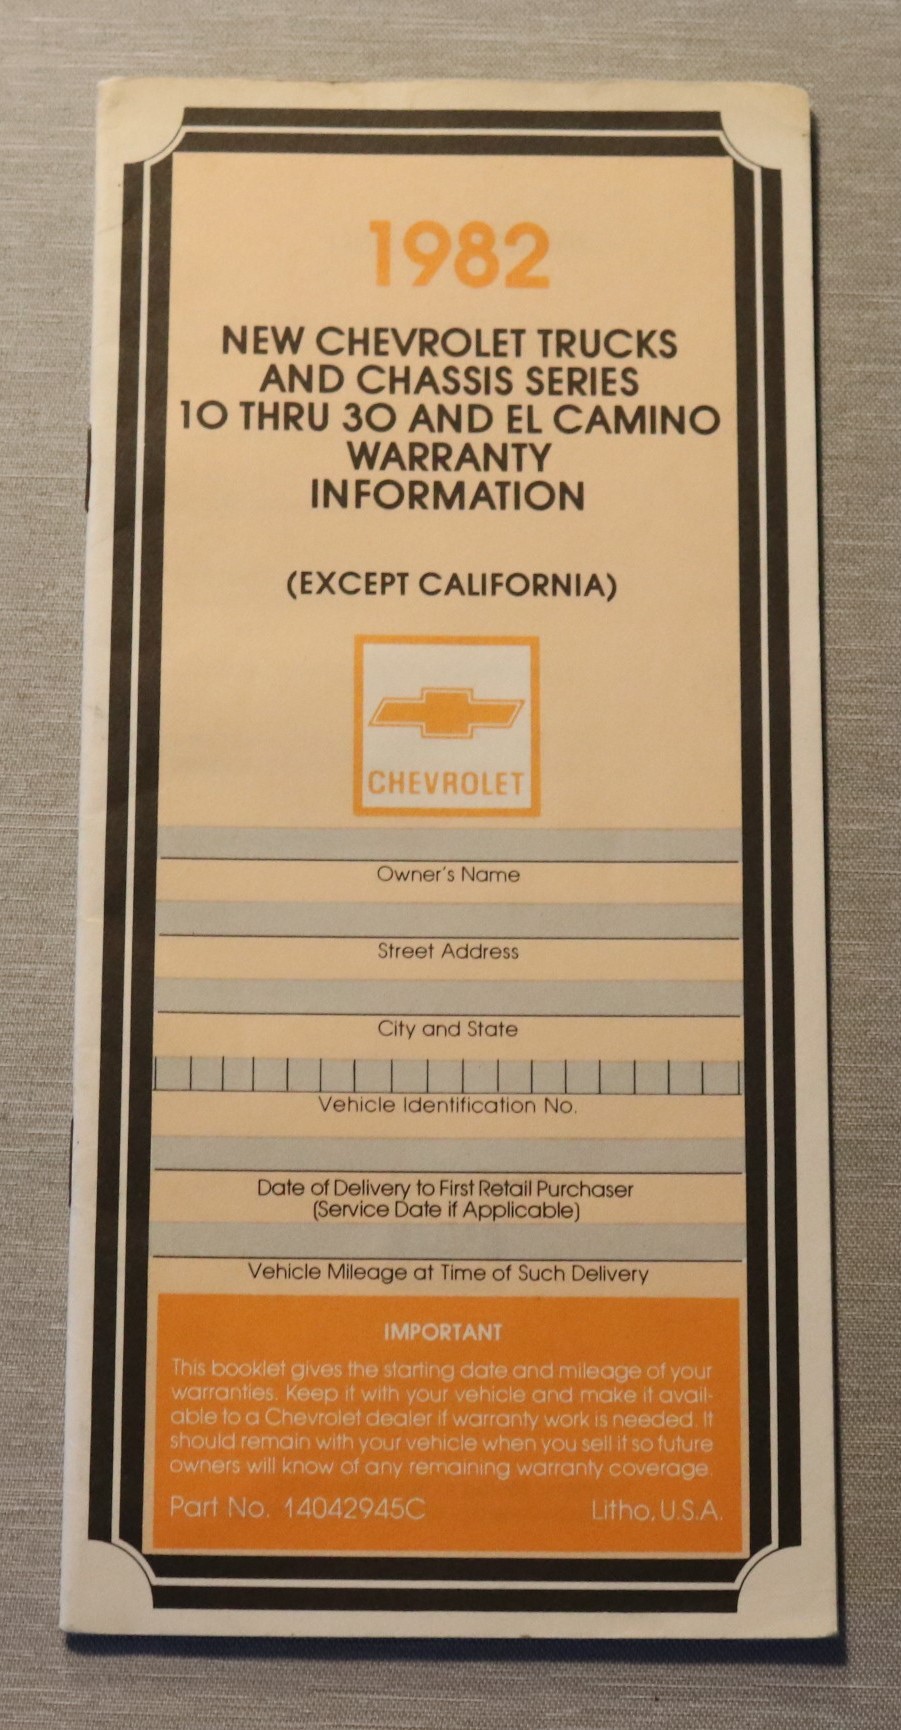 1982
NEW CHEVROLET TRUCKS
AND CHASSIS SERIES
10 THRU 30 AND EL CAMINO
WARRANTY
INFORMATION
(EXCEPT CALIFORNIA)
CHEVROLET
Owner's Name
Street Address
City and State
Vehicle Identification No.
Date of Delivery to First Retail Purchaser
(Service Date if Applicable)
Vehicle Mileage at Time of Such Delivery
IMPORTANT
This booklet gives the starting date and mileage of your
warranties. Keep it with your vehicle and make it avail-
able to a Chevrolet dealer if warranty work is needed. It
should remain with your vehicle when you sell it so future
owners will know of any remaining warranty coverage.
Part No. 14042945C Litho, U.S.A.